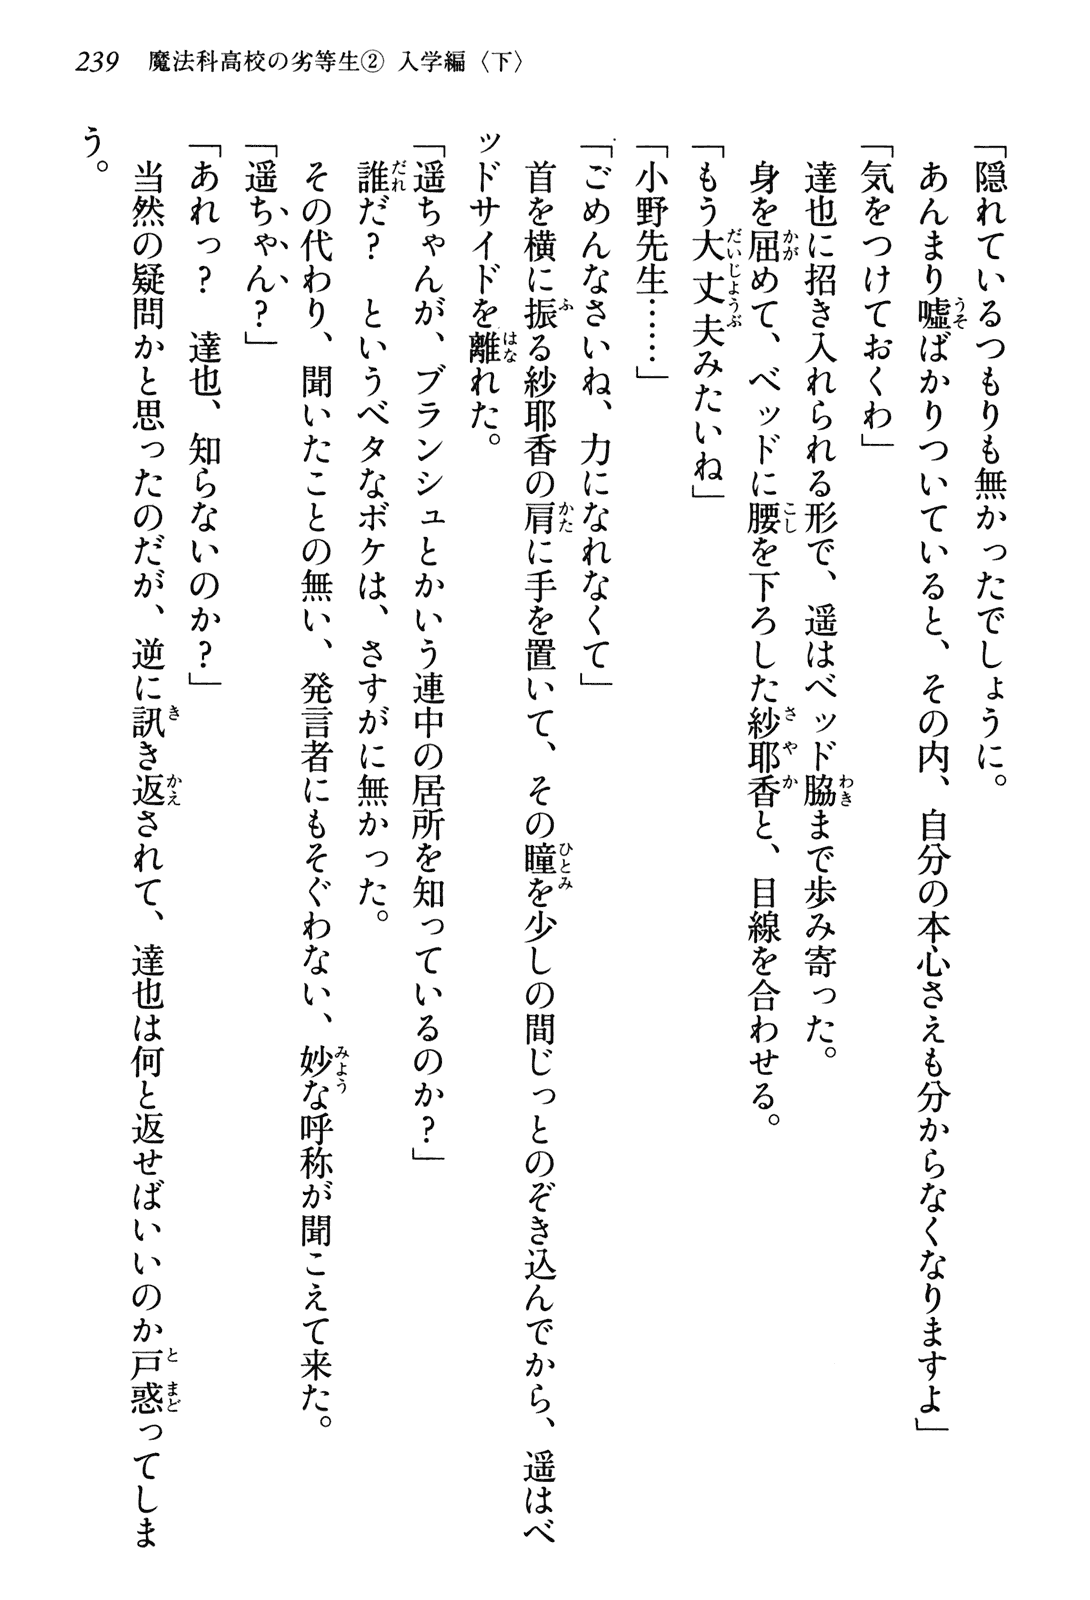 239 魔法科高校の劣等生② 入学編〈下〉
「隠れているつもりも無かったでしょうに。
あんまり嘘ばかりついていると、その内、自分の本心さえも分からなくなりますよ」
「気をつけておくわ」
達也に招き入れられる形で、遥はベッド脇まで歩み寄った。
身を屈めて、ベッドに腰を下ろした紗耶香と、目線を合わせる。
「もう大丈夫みたいね」
「小野先生……」
「ごめんなさいね、力になれなくて」
首を横に振る紗耶香の肩に手を置いて、その瞳を少しの間じっとのぞき込んでから、遥はベ
ッドサイドを離れた。
「遥ちゃんが、ブランシュとかいう連中の居所を知っているのか？」
誰だ？　というベタなボケは、さすがに無かった。
その代わり、聞いたことの無い、発言者にもそぐわない、妙な呼称が聞こえて来た。
「遥ちゃん？」
「あれっ？　達也、知らないのか？」
当然の疑問かと思ったのだが、逆に訊き返されて、達也は何と返せばいいのか戸惑ってしま
う。